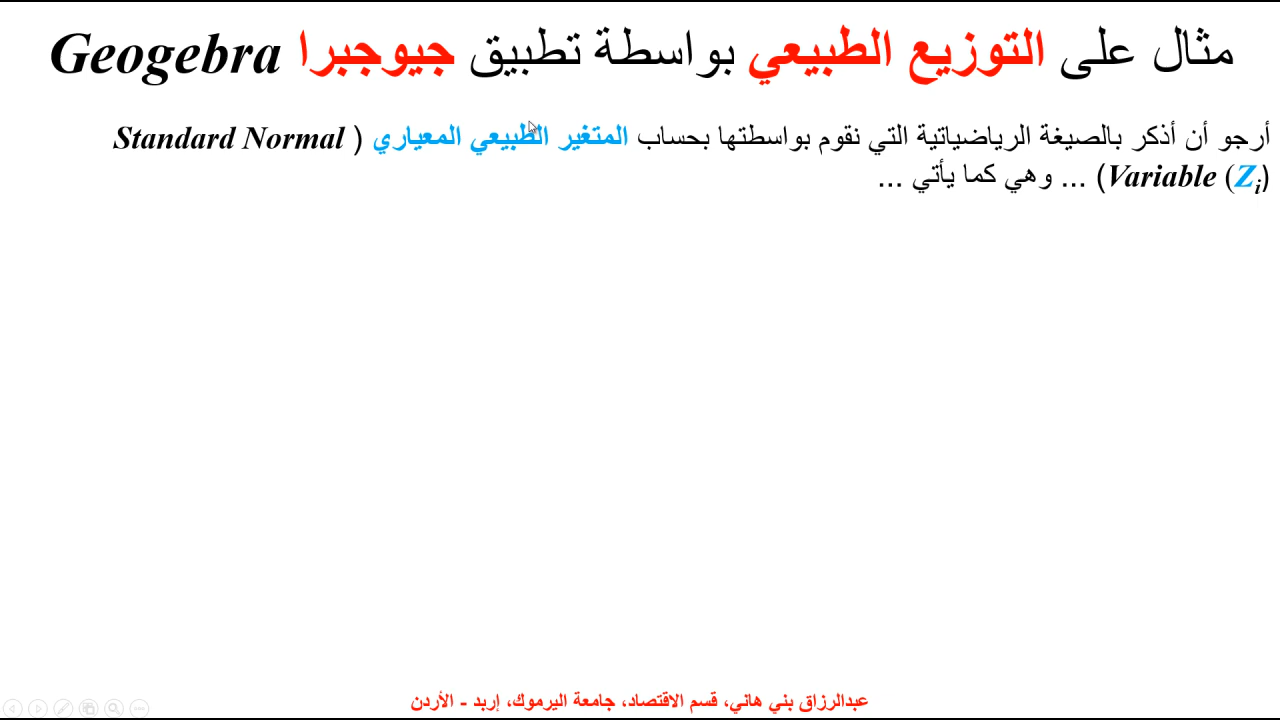 مثال على التوزيع الطبيعي بواسطة تطبيق جيوجبرا Geogebra
أرجو أن أذكر بالصيغة الرياضياتية التي نقوم بواسطتها بحساب المتغير الطبيعي المعياري (Standard Normal
Variable (Zi)) ... وهي كما يأتي ...
عبدالرزاق بني هاني، قسم الاقتصاد، جامعة اليرموك، إربد - الأردن